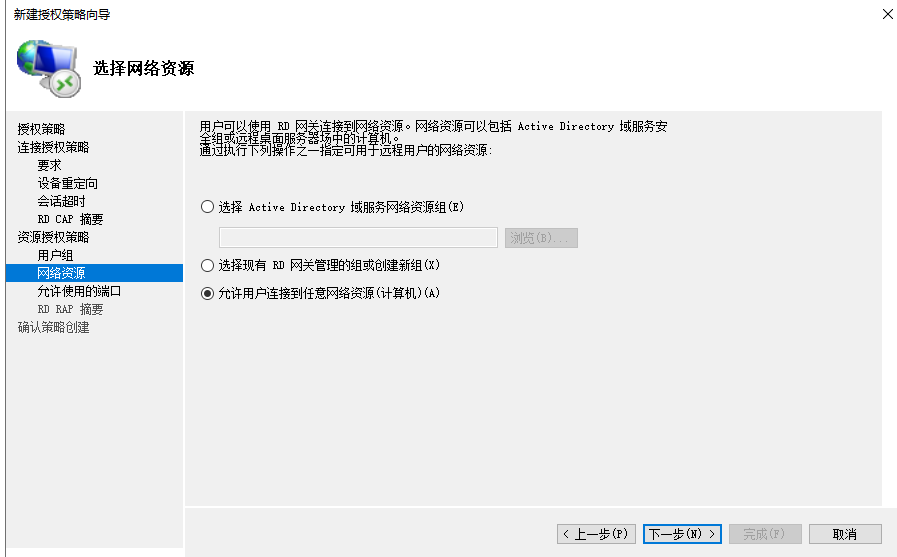 新建授权策略向导
选择网络资源
授权策略
连接授权策略
要求
设备重定向
会话超时
RD CAP 摘要
资源授权策略
用户组
网络资源
允许使用的端口
RD RAP 摘要
确认策略创建
用户可以使用 RD 网关连接到网络资源。网络资源可以包括 Active Directory 域服务安
全组或远程桌面服务器场中的计算机。
通过执行下列操作之一指定可用于远程用户的网络资源:
选择 Active Directory 域服务网络资源组(E)
浏览(B)...
选择现有 RD 网关管理的组或创建新组(X)
允许用户连接到任意网络资源(计算机)(A)
< 上一步(P)
下一步(N) >
完成(F)
取消